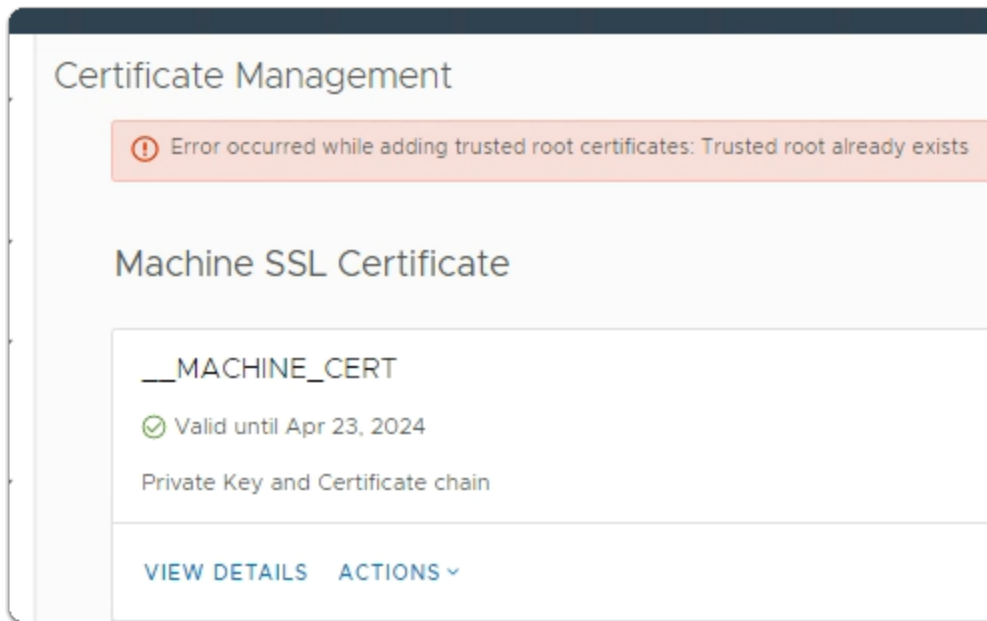 Certificate Management
Error occurred while adding trusted root certificates: Trusted root already exists
Machine SSL Certificate
__MACHINE_CERT
Valid until Apr 23, 2024
Private Key and Certificate chain
VIEW DETAILS ACTIONS